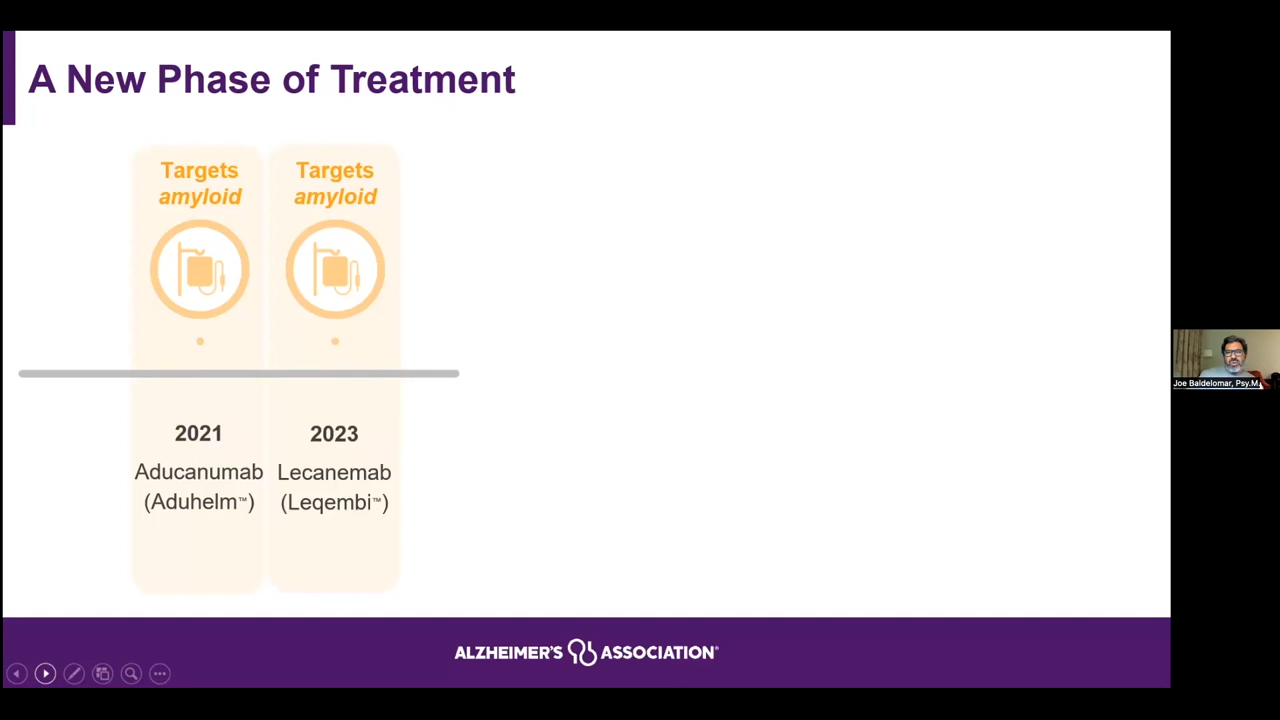 A New Phase of Treatment
Targets
amyloid
Targets
amyloid
2021
Aducanumab
(Aduhelm™)
2023
Lecanemab
(Leqembi™)
ALZHEIMER'S ASSOCIATION®
Joe Baldelomar, Psy.M.